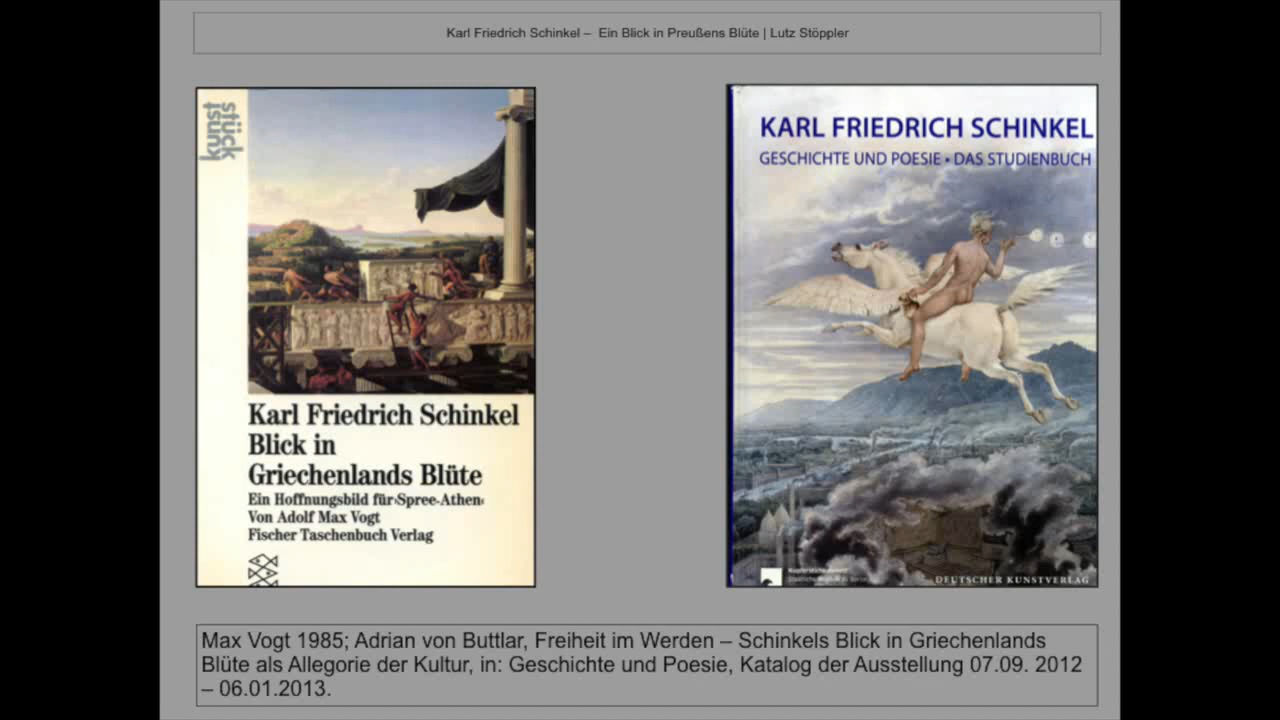 Karl Friedrich Schinkel – Ein Blick in Preußens Blüte | Lutz Stöppler
kunst
stück
Karl Friedrich Schinkel
Blick in
Griechenlands Blüte
Ein Hoffnungsbild für ›Spree-Athen‹
Von Adolf Max Vogt
Fischer Taschenbuch Verlag
KARL FRIEDRICH SCHINKEL
GESCHICHTE UND POESIE • DAS STUDIENBUCH
DEUTSCHER KUNSTVERLAG
Max Vogt 1985; Adrian von Buttlar, Freiheit im Werden – Schinkels Blick in Griechenlands
Blüte als Allegorie der Kultur, in: Geschichte und Poesie, Katalog der Ausstellung 07.09. 2012
– 06.01.2013.